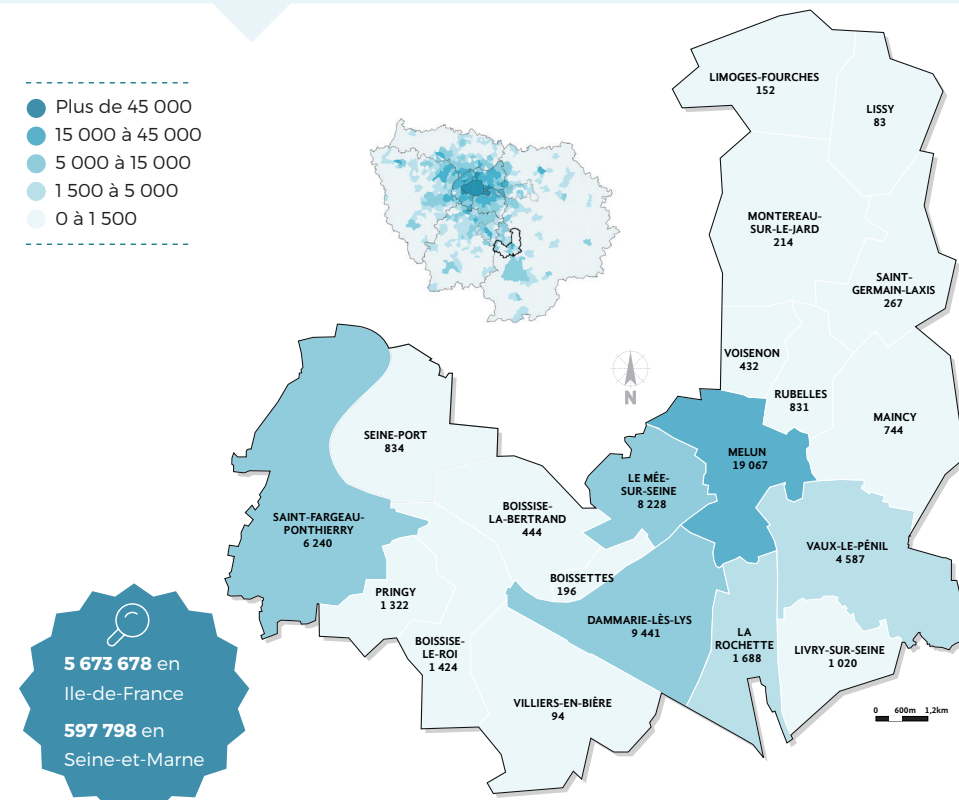 Plus de 45 000
15 000 à 45 000
5 000 à 15 000
1 500 à 5 000
0 à 1 500
LIMOGES-FOURCHES
152
LISSY
83
MONTEREAU-
SUR-LE-JARD
214
SAINT-
GERMAIN-LAXIS
267
VOISENON
432
RUBELLES
831
MAINCY
744
N
SEINE-PORT
834
MELUN
19 067
LE MÉE-
SUR-SEINE
8 228
BOISSISE-
LA-BERTRAND
444
SAINT-FARGEAU-
PONTHIERRY
6 240
VAUX-LE-PÉNIL
4 587
BOISSETTES
196
PRINGY
1 322
DAMMARIE-LÈS-LYS
9 441
BOISSISE-
LE-ROI
1 424
LA
ROCHETTE
1 688
LIVRY-SUR-SEINE
1 020
VILLIERS-EN-BIÈRE
94
0 600m 1,2km
5 673 678 en
Ile-de-France
597 798 en
Seine-et-Marne